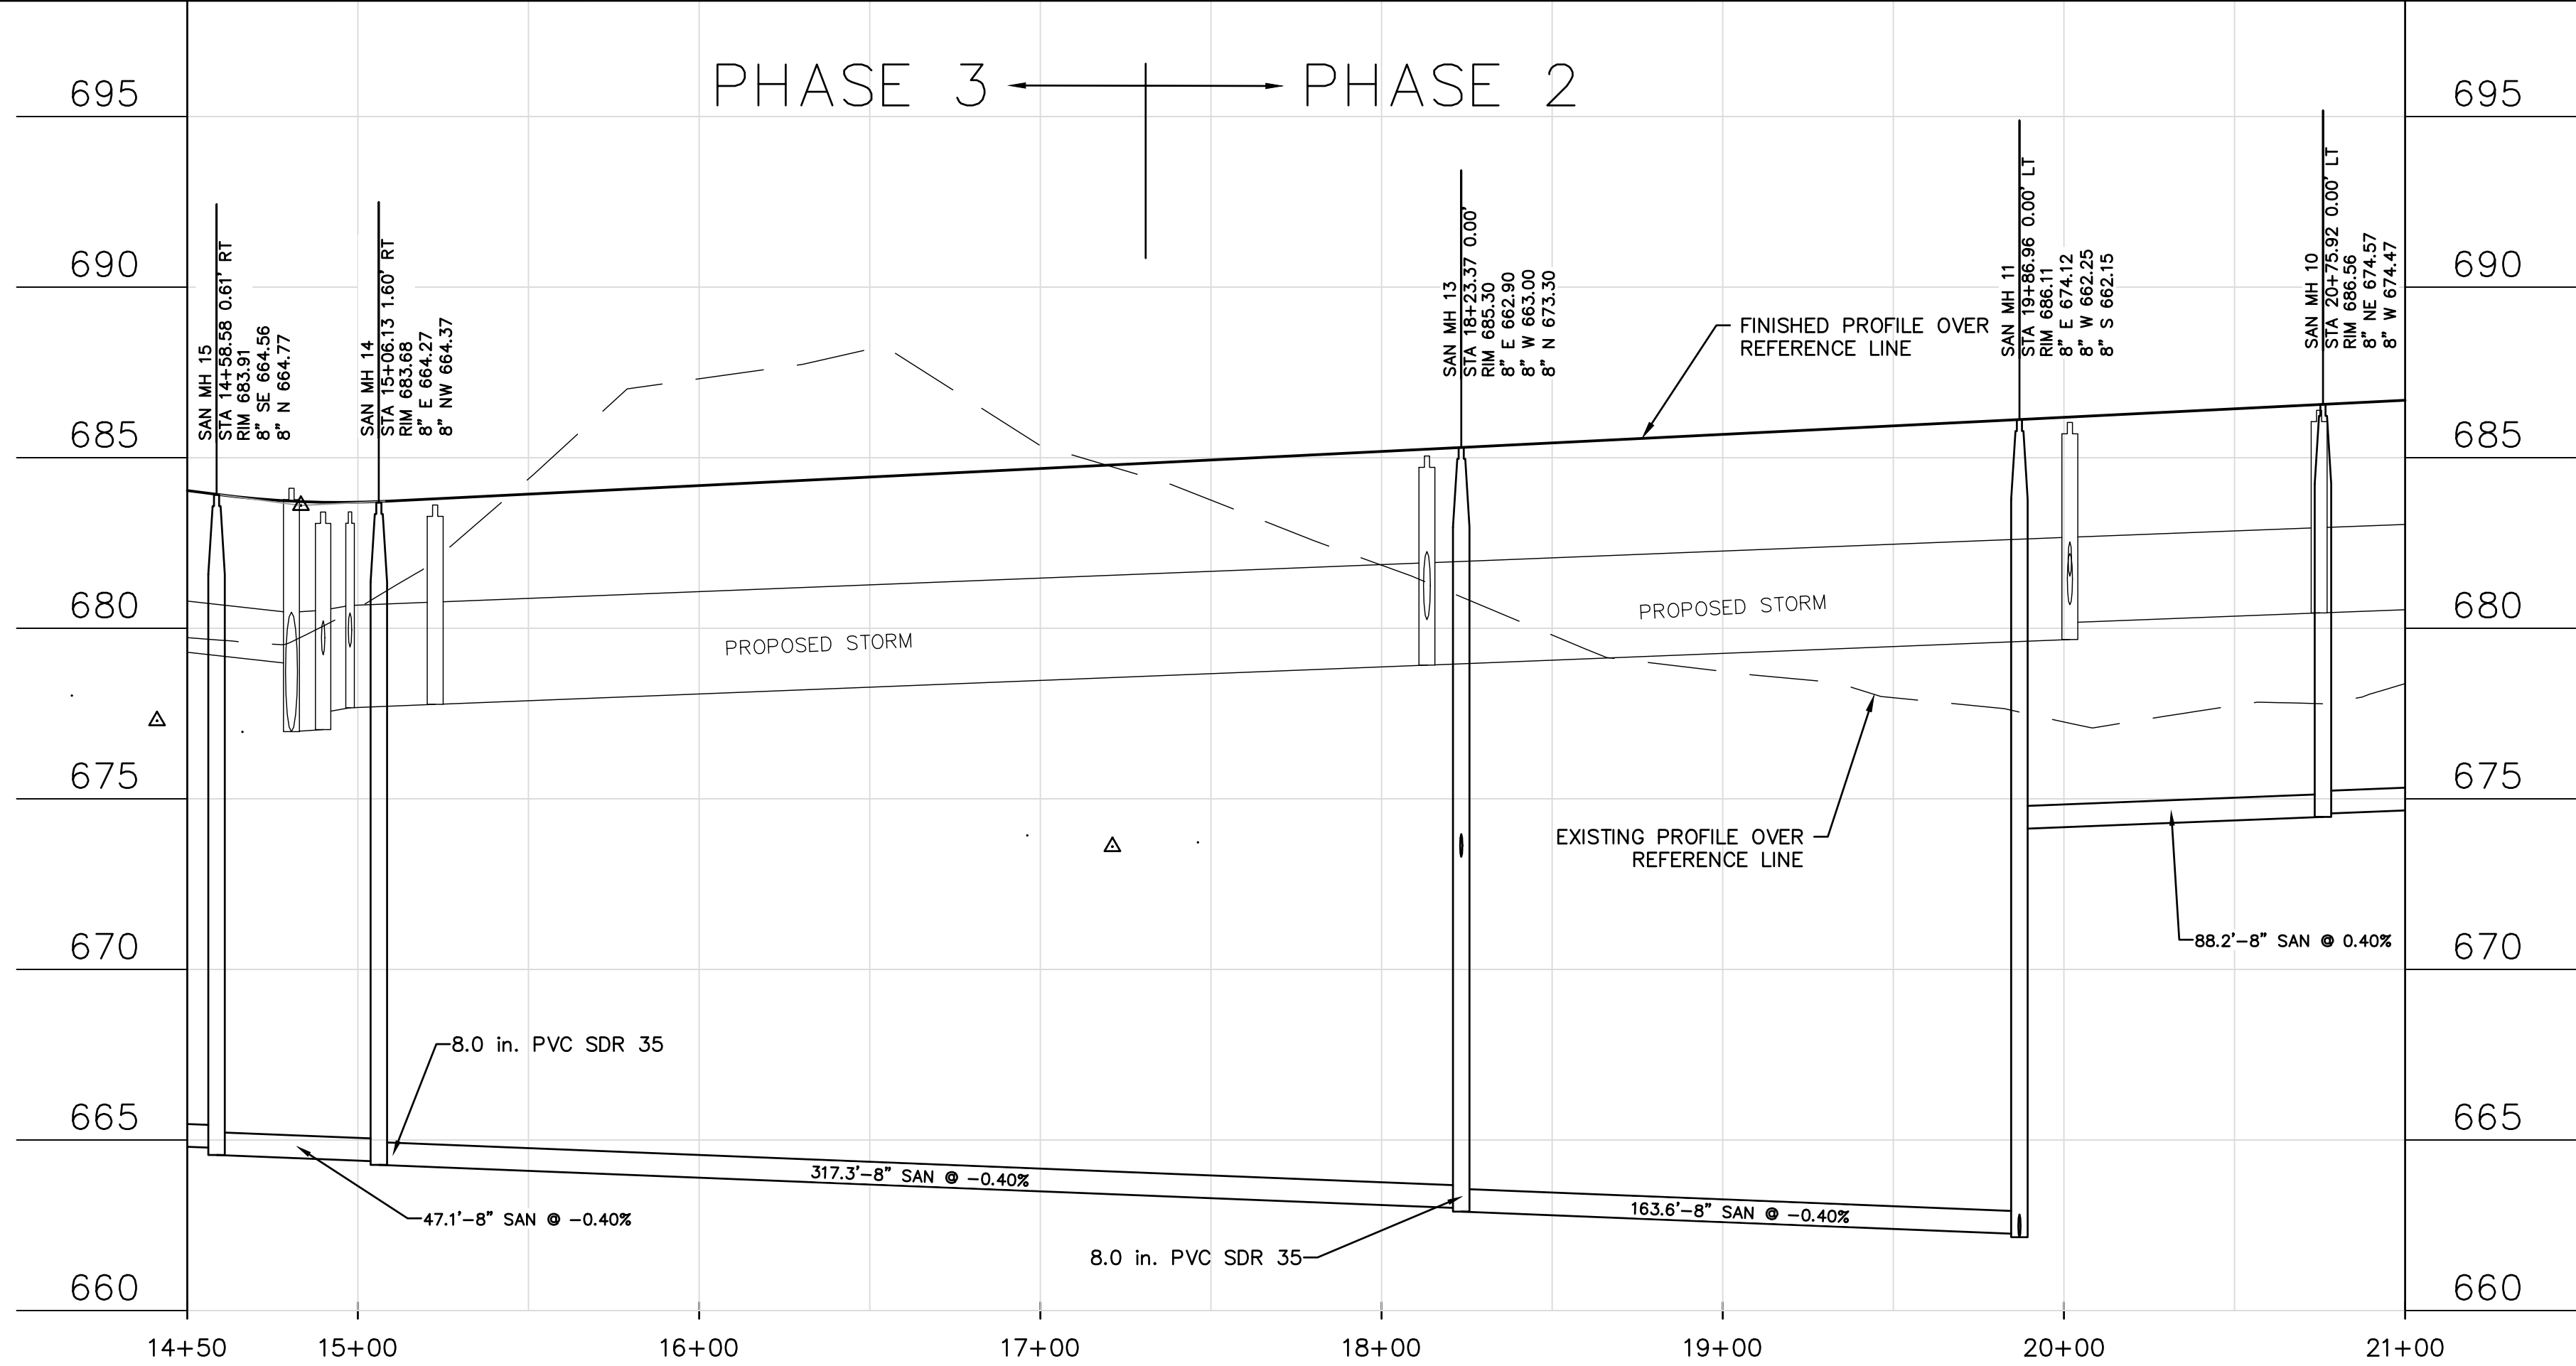 PHASE 3
PHASE 2
695
690
685
680
675
670
665
660
695
690
685
680
675
670
665
660
SAN MH 15
STA 14+58.58 0.61' RT
RIM 683.91
8" SE 664.56
8" N 664.77
SAN MH 14
STA 15+06.13 1.60' RT
RIM 683.68
8" E 664.27
8" NW 664.37
SAN MH 13
STA 18+23.37 0.00'
RIM 685.30
8" E 662.90
8" W 663.00
8" N 673.30
SAN MH 11
STA 19+86.96 0.00' LT
RIM 686.11
8" E 674.12
8" W 662.25
8" S 662.15
SAN MH 10
STA 20+75.92 0.00' LT
RIM 686.56
8" NE 674.57
8" W 674.47
FINISHED PROFILE OVER
REFERENCE LINE
PROPOSED STORM
PROPOSED STORM
EXISTING PROFILE OVER
REFERENCE LINE
88.2'-8" SAN @ 0.40%
8.0 in. PVC SDR 35
317.3'-8" SAN @ -0.40%
47.1'-8" SAN @ -0.40%
163.6'-8" SAN @ -0.40%
8.0 in. PVC SDR 35
14+50
15+00
16+00
17+00
18+00
19+00
20+00
21+00